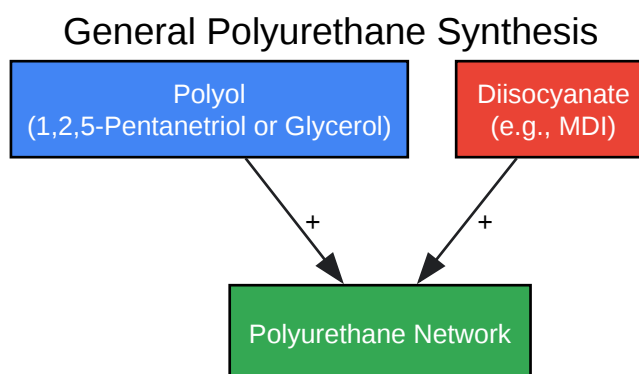 General Polyurethane Synthesis
Polyol
(1,2,5-Pentanetriol or Glycerol)
Diisocyanate
(e.g., MDI)
+
+
Polyurethane Network